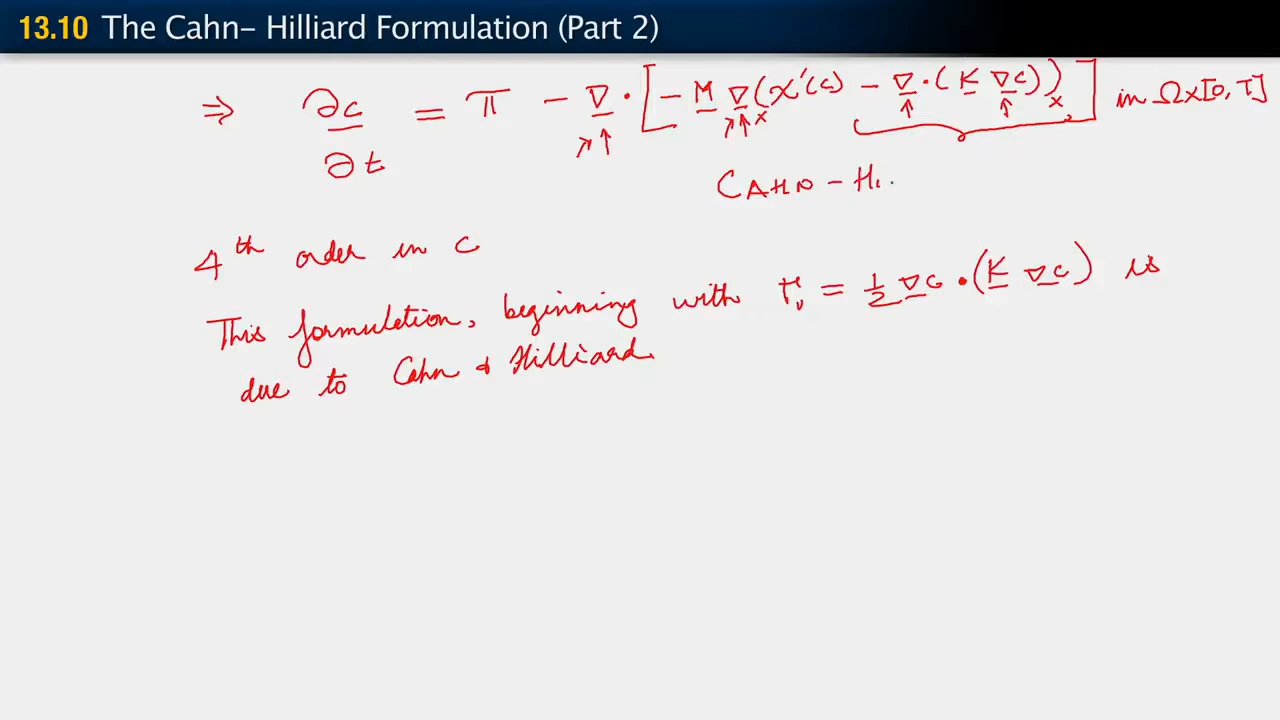 13.10 The Cahn– Hilliard Formulation (Part 2)
⇒ ∂c/∂t = π − ∇ · [− M ∇(χ'(c) − ∇·(K ∇c))] in Ω×[0, T]
CAHN – HI
4th order in c
This formulation, beginning with = 1/2 ∇c · (K ∇c) is
due to Cahn & Hilliard.